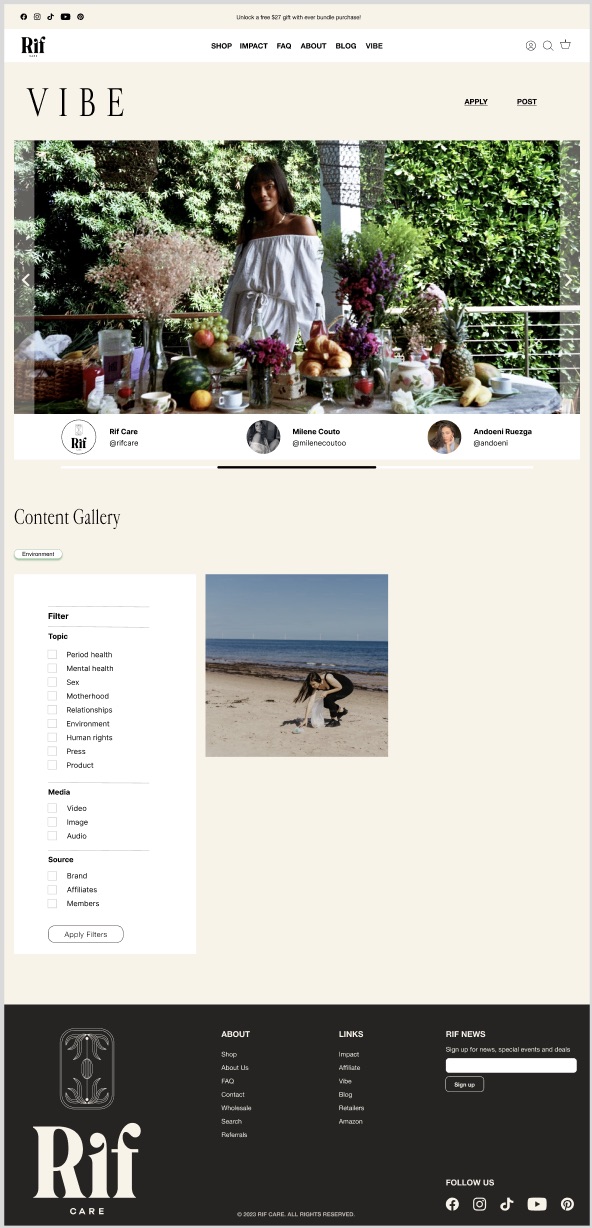 Unlock a free $27 gift with ever bundle purchase!
Rif
CARE
SHOP IMPACT FAQ ABOUT BLOG VIBE
VIBE
APPLY POST
Rif
Rif Care
@rifcare
Milene Couto
@milenecoutoo
Andoeni Ruezga
@andoeni
Content Gallery
Environment
Filter
Topic
Period health
Mental health
Sex
Motherhood
Relationships
Environment
Human rights
Press
Product
Media
Video
Image
Audio
Source
Brand
Affiliates
Members
Apply Filters
Rif
CARE
ABOUT
Shop
About Us
FAQ
Contact
Wholesale
Search
Referrals
LINKS
Impact
Affiliate
Vibe
Blog
Retailers
Amazon
RIF NEWS
Sign up for news, special events and deals
Sign up
FOLLOW US
© 2023 RIF CARE. ALL RIGHTS RESERVED.